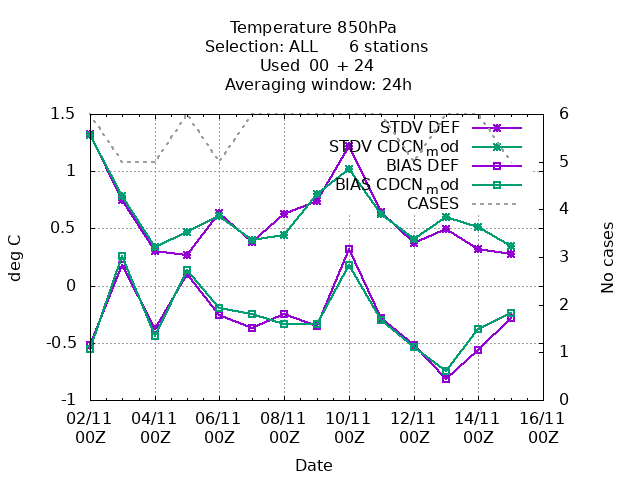 Temperature 850hPa
Selection: ALL      6 stations
Used  00  + 24
Averaging window: 24h
1.5
1
0.5
0
-0.5
-1
deg C
6
5
4
3
2
1
0
No cases
STDV DEF
STDV CDCN_mod
BIAS DEF
BIAS CDCN_mod
CASES
02/11 04/11 06/11 08/11 10/11 12/11 14/11 16/11
00Z 00Z 00Z 00Z 00Z 00Z 00Z 00Z
Date